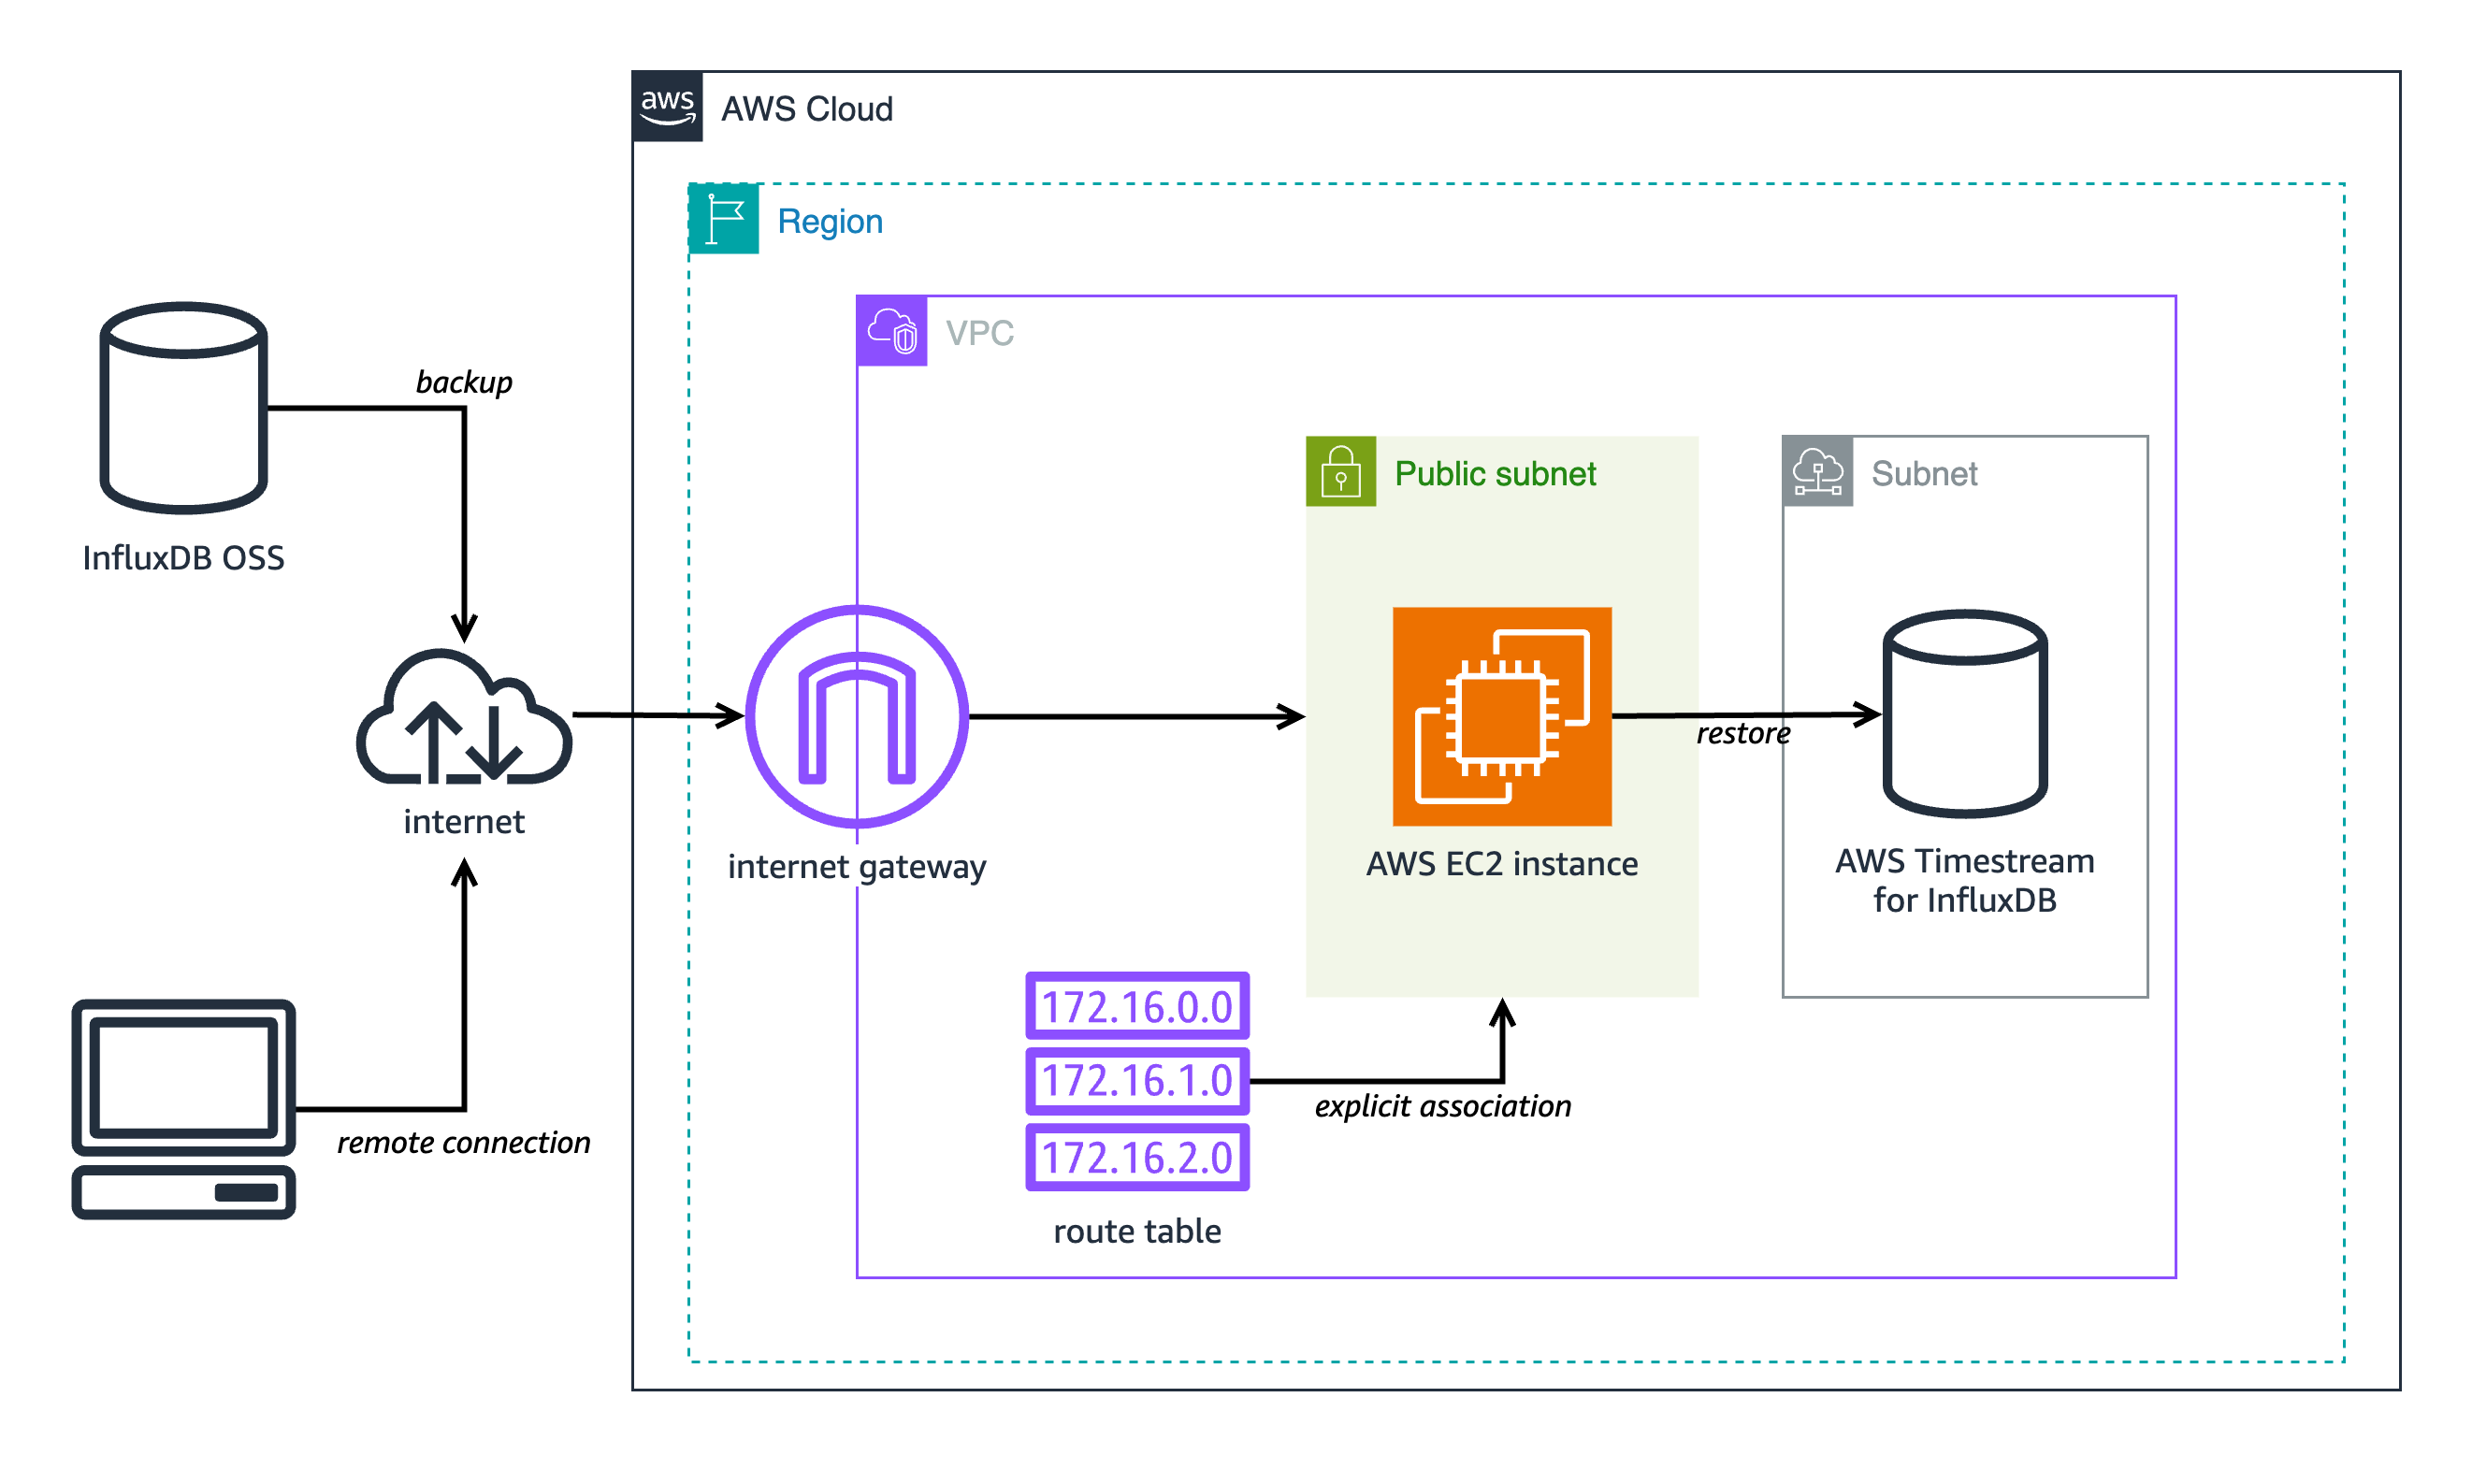 aws
AWS Cloud
Region
VPC
backup
InfluxDB OSS
Public subnet
Subnet
restore
internet
internet gateway
AWS EC2 instance
AWS Timestream
for InfluxDB
172.16.0.0
172.16.1.0
172.16.2.0
explicit association
remote connection
route table